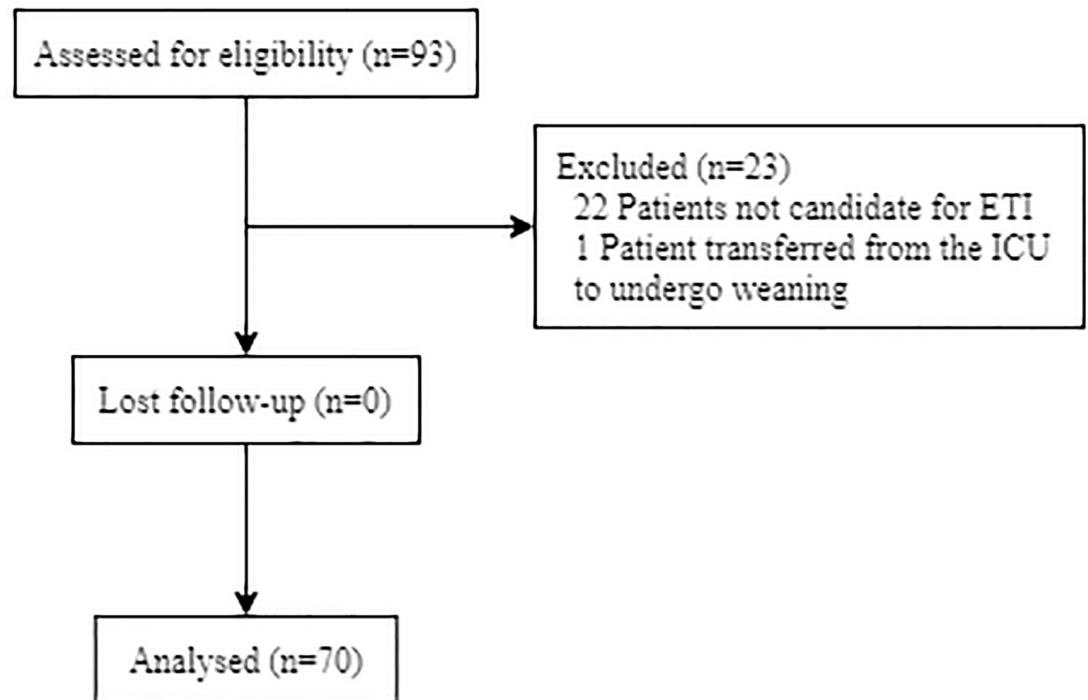 Assessed for eligibility (n=93)
Excluded (n=23)
22 Patients not candidate for ETI
1 Patient transferred from the ICU
to undergo weaning
Lost follow-up (n=0)
Analysed (n=70)